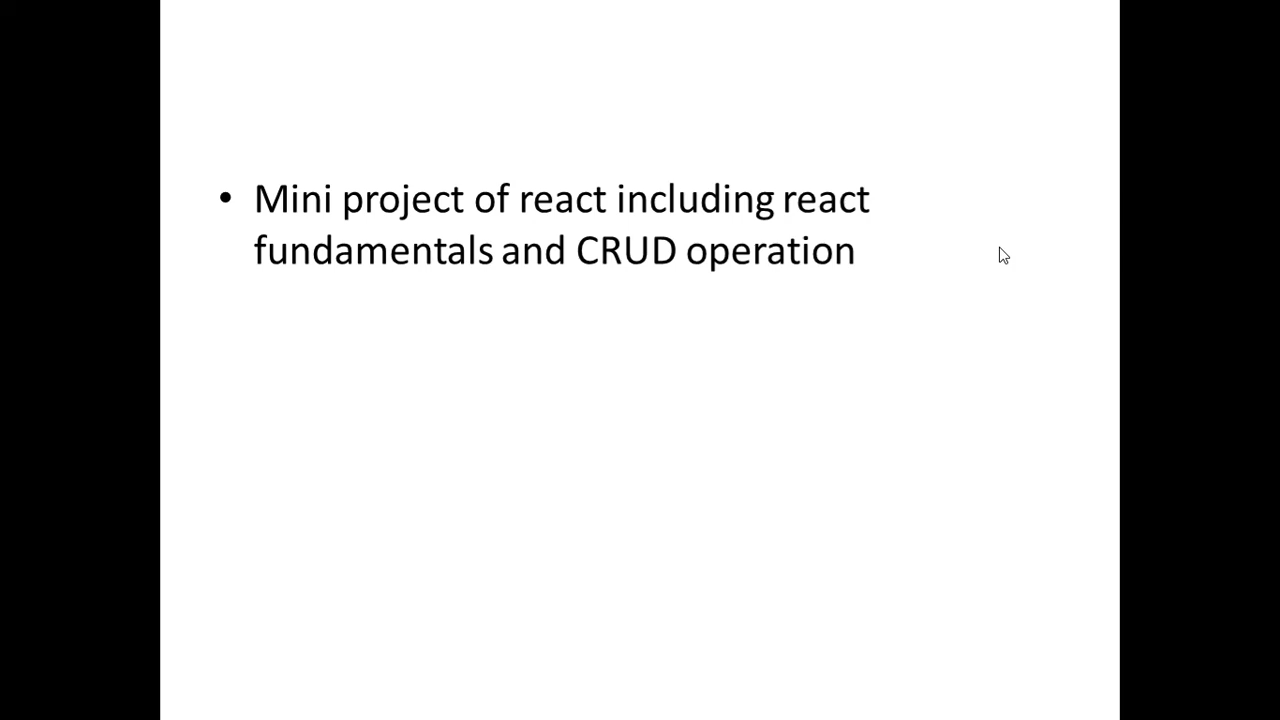 • Mini project of react including react
fundamentals and CRUD operation